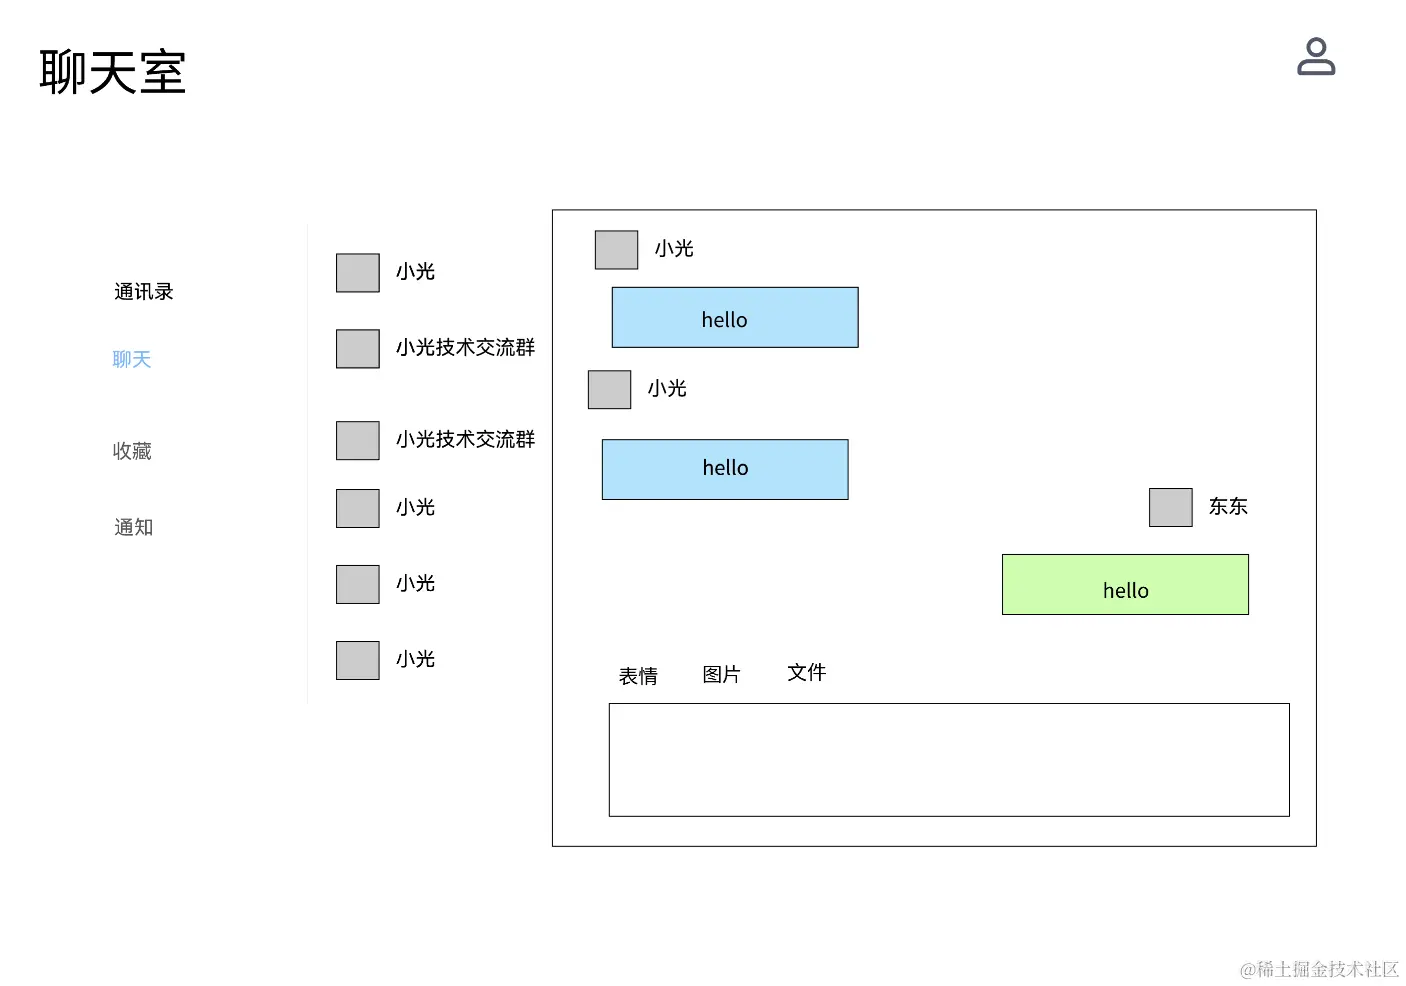 聊天室
通讯录
聊天
收藏
通知
小光
小光技术交流群
小光技术交流群
小光
小光
小光
小光
hello
小光
hello
东东
hello
表情 图片 文件
@稀土掘金技术社区